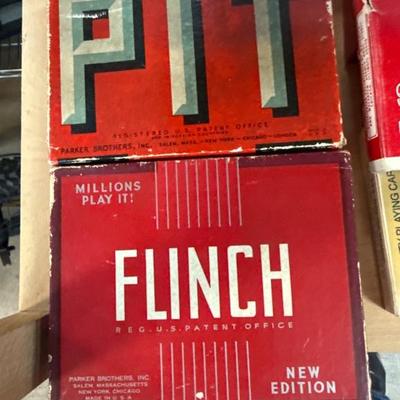 PIT
REGISTERED U.S. PATENT OFFICE
PARKER BROTHERS, INC. SALEM, MASS. • NEW YORK • CHICAGO • LONDON
MILLIONS
PLAY IT!
FLINCH
REG. U.S. PATENT OFFICE
PARKER BROTHERS, INC.
SALEM, MASSACHUSETTS
NEW YORK, CHICAGO
MADE IN U S A
NEW
EDITION
PLAYING